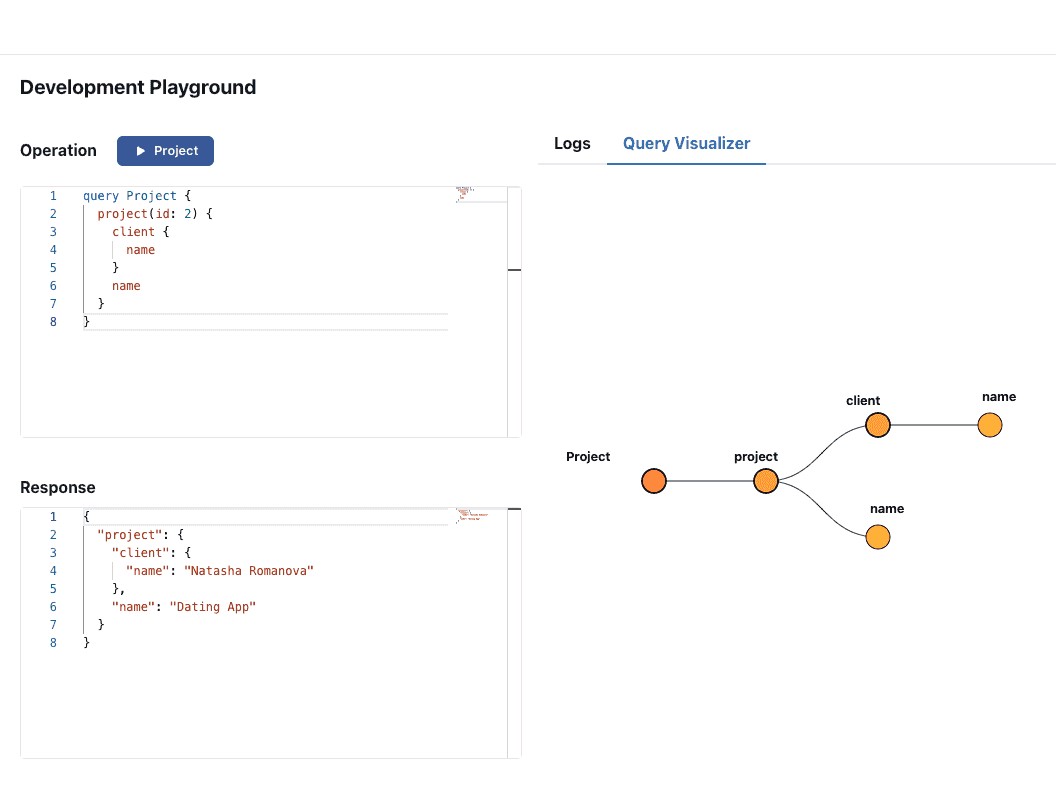 Development Playground
Operation
Project
1 query Project {
2 project(id: 2) {
3 client {
4 name
5 }
6 name
7 }
8 }
Response
1 {
2 "project": {
3 "client": {
4 "name": "Natasha Romanova"
5 },
6 "name": "Dating App"
7 }
8 }
Logs
Query Visualizer
Project
project
client
name
name